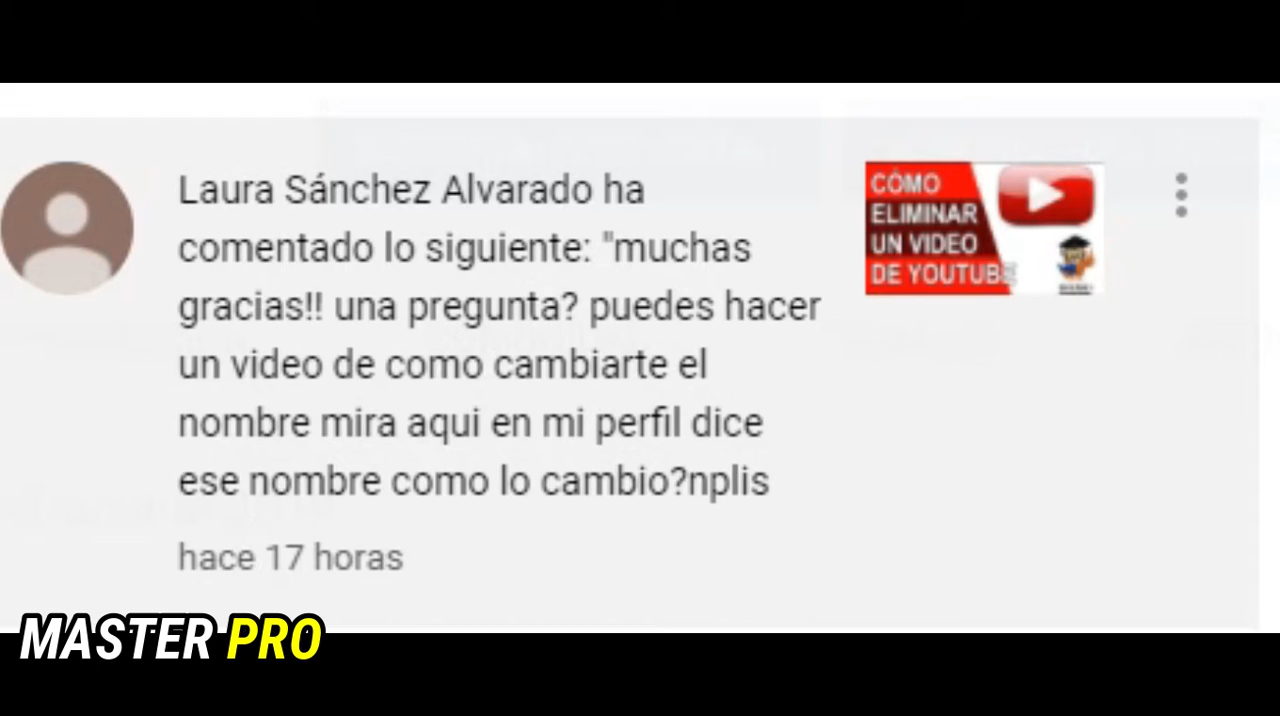 Laura Sánchez Alvarado ha
comentado lo siguiente: "muchas
gracias!! una pregunta? puedes hacer
un video de como cambiarte el
nombre mira aqui en mi perfil dice
ese nombre como lo cambio?nplis
hace 17 horas
CÓMO
ELIMINAR
UN VIDEO
DE YOUTUBE
MASTER PRO